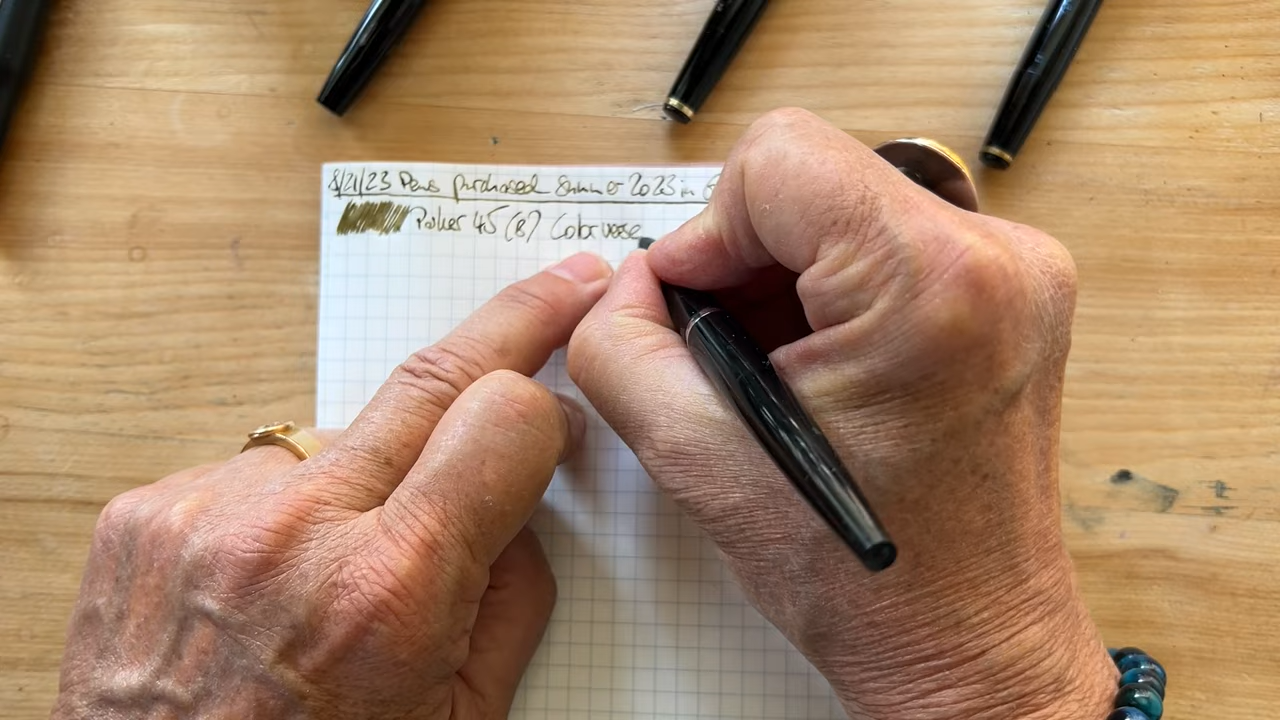 8/21/23 Pens purchased Summer 2023 in
Parker 45 (B) Colorverse